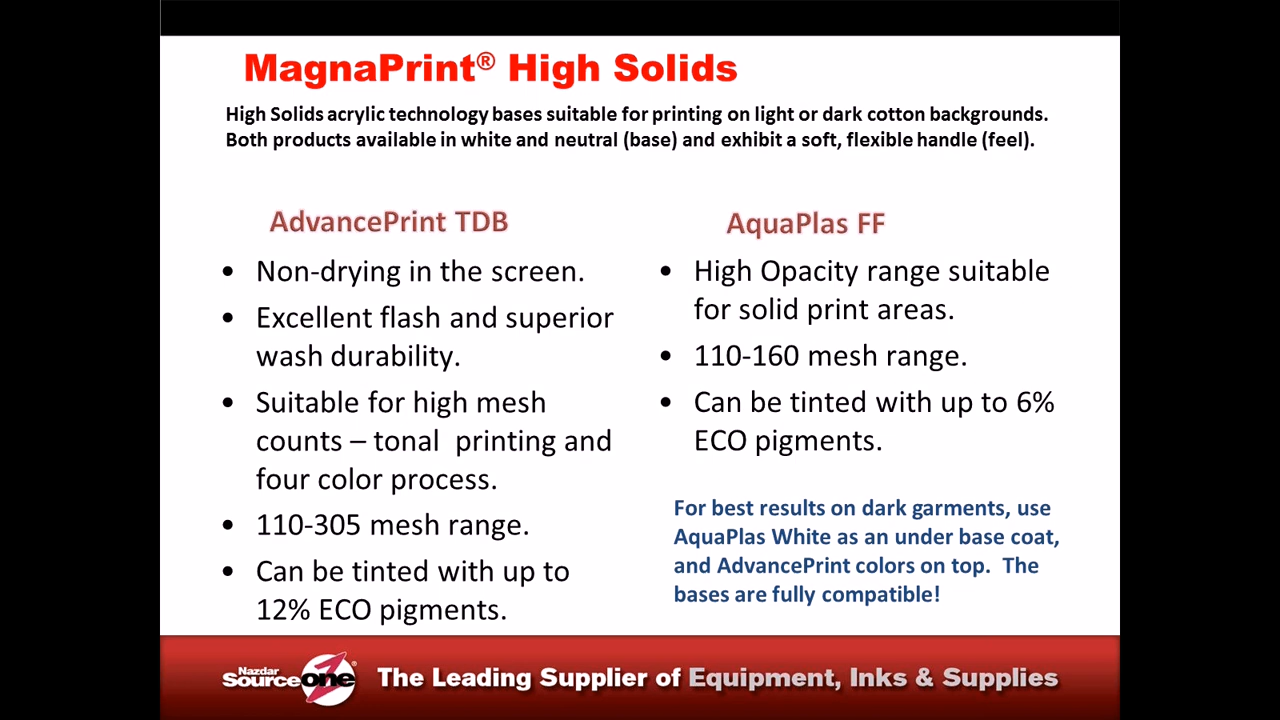 MagnaPrint® High Solids
High Solids acrylic technology bases suitable for printing on light or dark cotton backgrounds.
Both products available in white and neutral (base) and exhibit a soft, flexible handle (feel).
AdvancePrint TDB
• Non-drying in the screen.
• Excellent flash and superior
wash durability.
• Suitable for high mesh
counts – tonal  printing and
four color process.
• 110-305 mesh range.
• Can be tinted with up to
12% ECO pigments.
AquaPlas FF
• High Opacity range suitable
for solid print areas.
• 110-160 mesh range.
• Can be tinted with up to 6%
ECO pigments.
For best results on dark garments, use
AquaPlas White as an under base coat,
and AdvancePrint colors on top.  The
bases are fully compatible!
Nazdar
sourceone®
The Leading Supplier of Equipment, Inks & Supplies